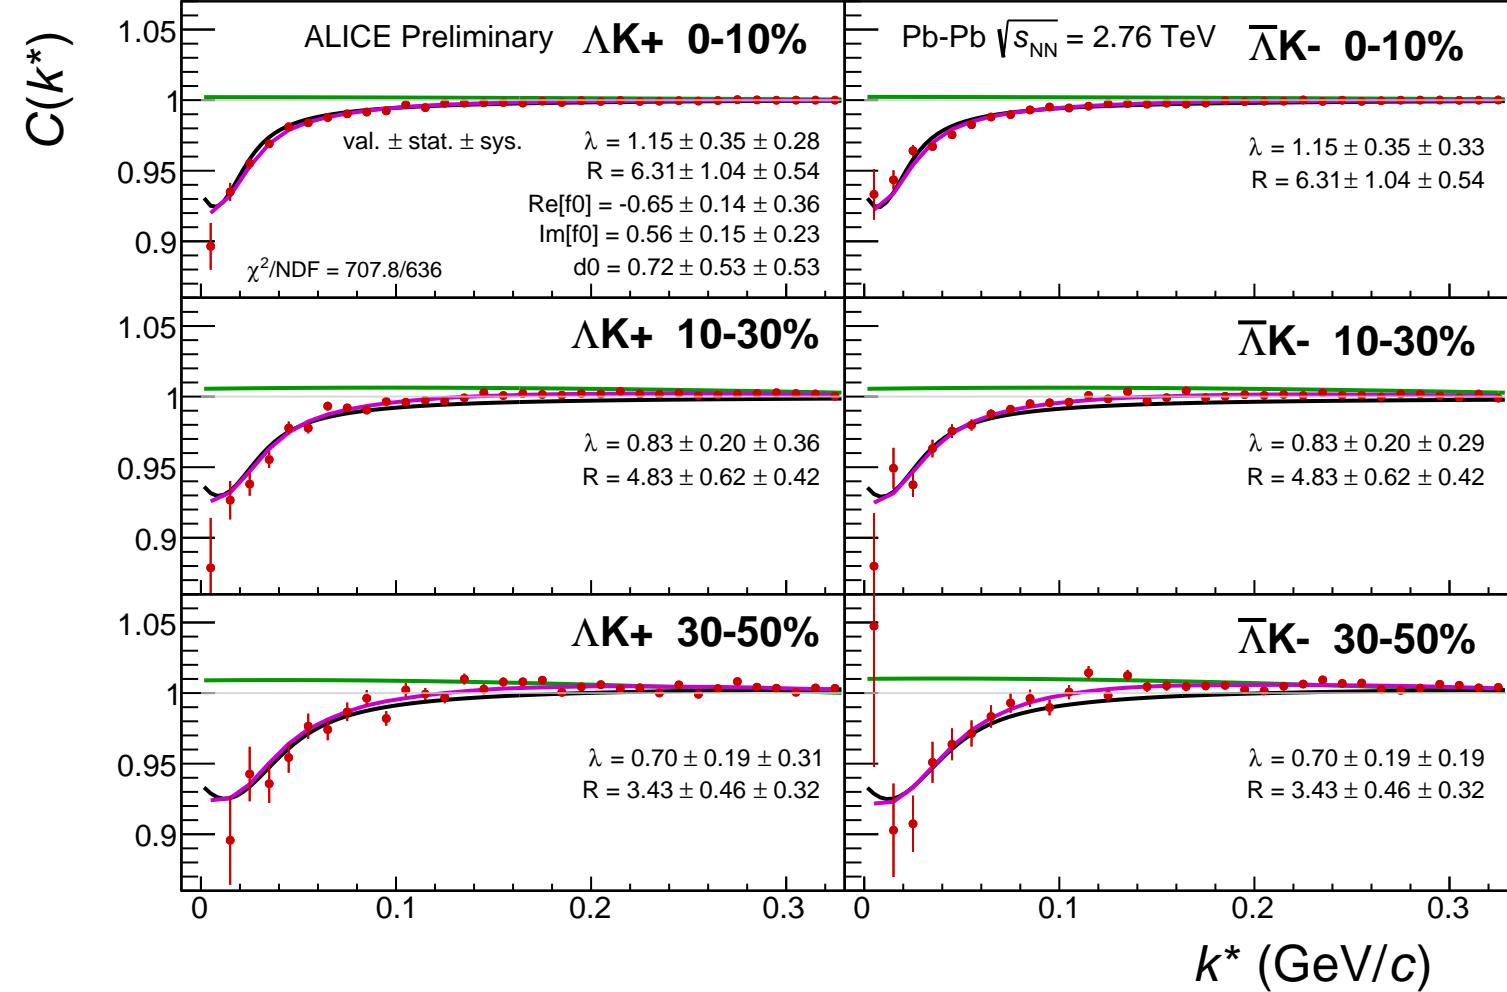 C(k*)
ALICE Preliminary ΛK+ 0-10%
1.05
1
0.95
0.9
val. ± stat. ± sys.
λ = 1.15 ± 0.35 ± 0.28
R = 6.31 ± 1.04 ± 0.54
Re[f0] = -0.65 ± 0.14 ± 0.36
Im[f0] = 0.56 ± 0.15 ± 0.23
d0 = 0.72 ± 0.53 ± 0.53
χ²/NDF = 707.8/636
Pb-Pb √s_NN = 2.76 TeV Λ̅K- 0-10%
λ = 1.15 ± 0.35 ± 0.33
R = 6.31 ± 1.04 ± 0.54
ΛK+ 10-30%
1.05
1
0.95
0.9
λ = 0.83 ± 0.20 ± 0.36
R = 4.83 ± 0.62 ± 0.42
Λ̅K- 10-30%
λ = 0.83 ± 0.20 ± 0.29
R = 4.83 ± 0.62 ± 0.42
ΛK+ 30-50%
1.05
1
0.95
0.9
λ = 0.70 ± 0.19 ± 0.31
R = 3.43 ± 0.46 ± 0.32
Λ̅K- 30-50%
λ = 0.70 ± 0.19 ± 0.19
R = 3.43 ± 0.46 ± 0.32
0 0.1 0.2 0.3
0 0.1 0.2 0.3
k* (GeV/c)